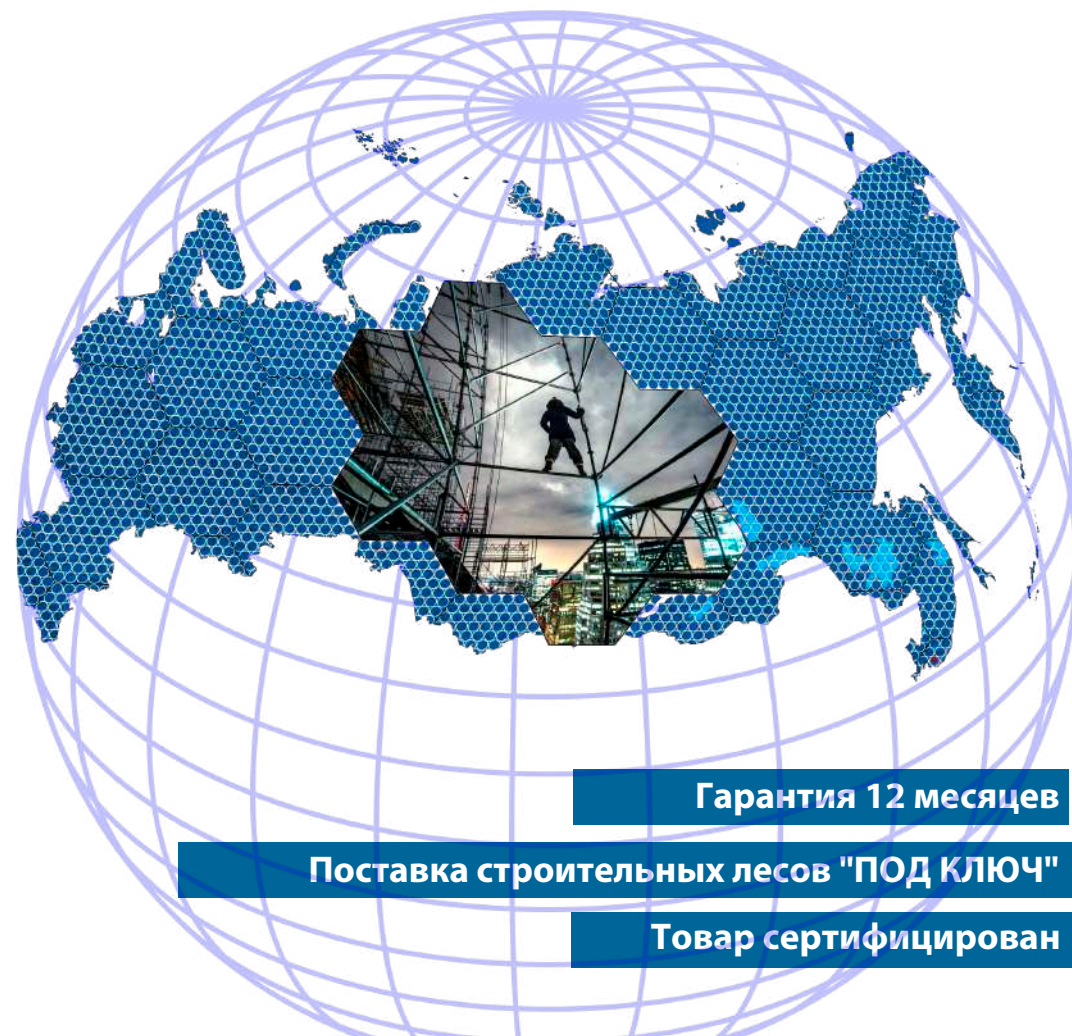 Гарантия 12 месяцев
Поставка строительных лесов "ПОД КЛЮЧ"
Товар сертифицирован